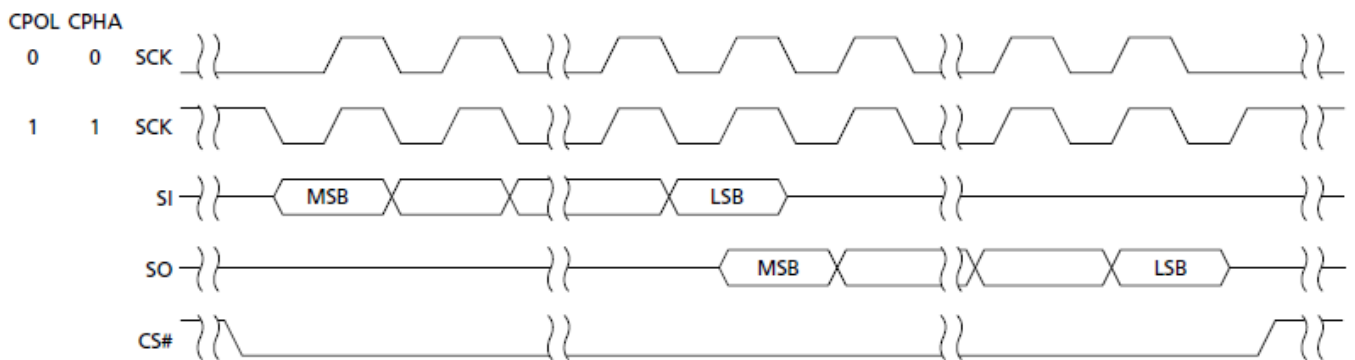 CPOL CPHA
0 0 SCK
1 1 SCK
SI MSB LSB
SO MSB LSB
CS#